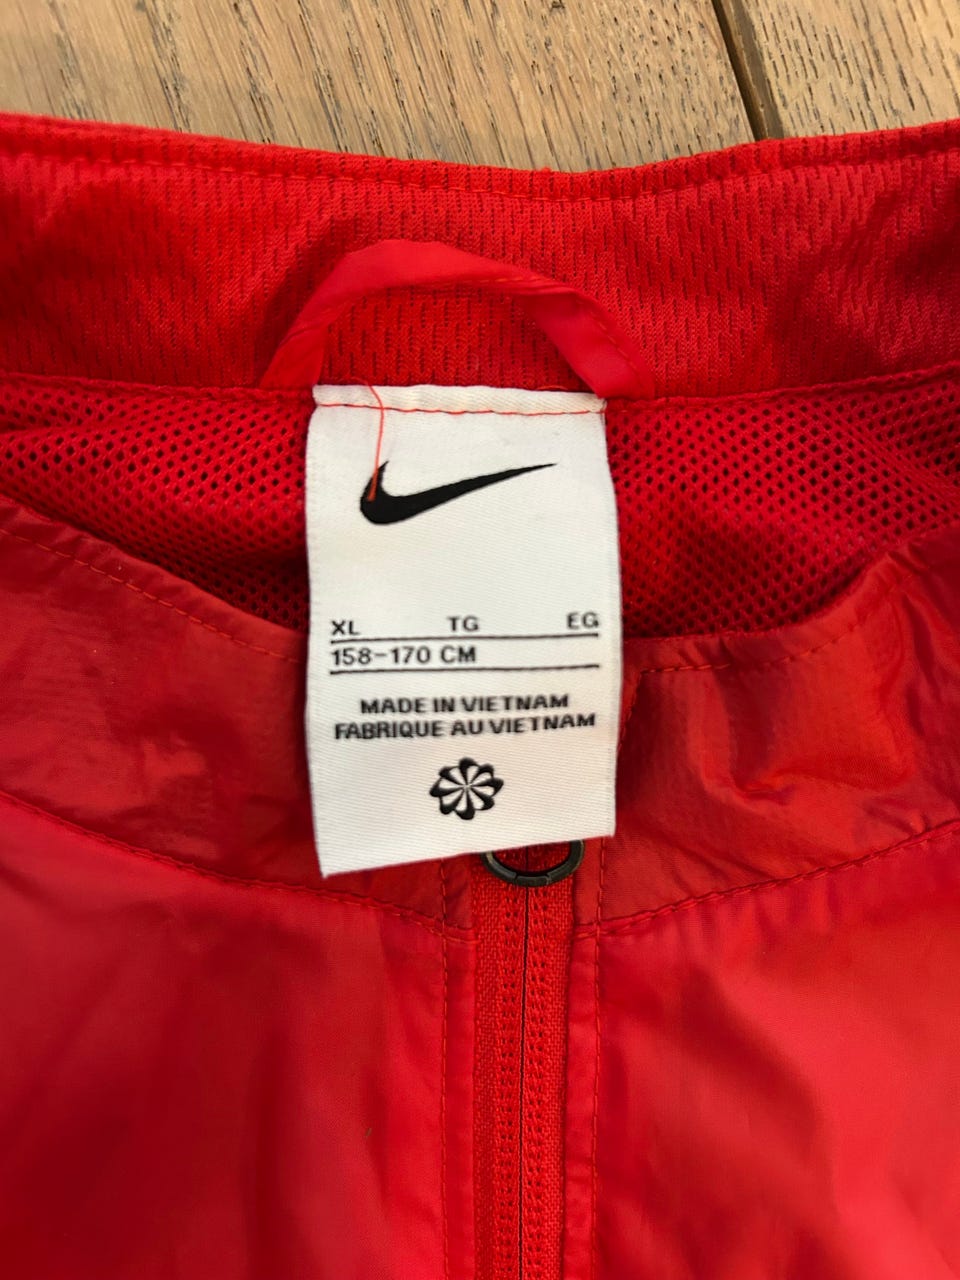 XL TG EG
158-170 CM
MADE IN VIETNAM
FABRIQUE AU VIETNAM